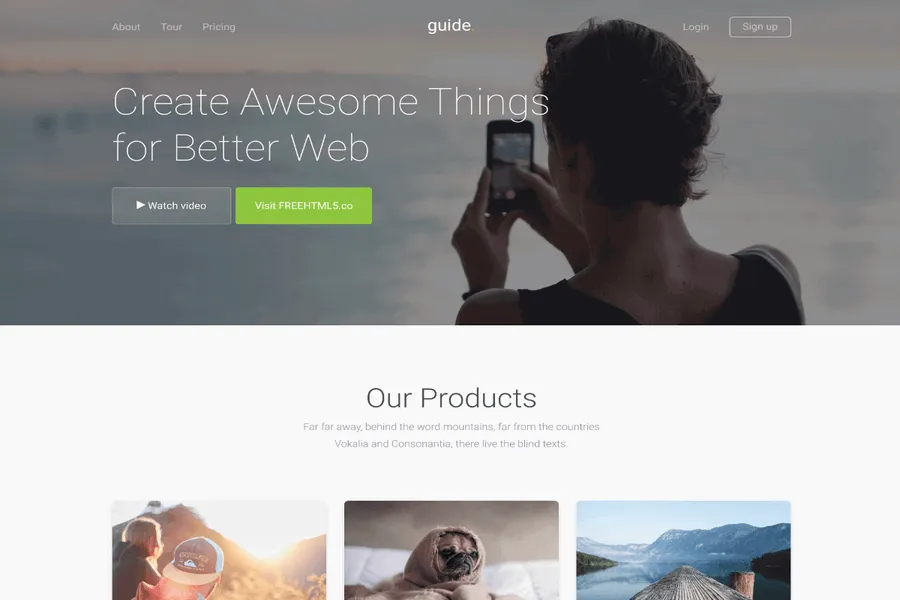 About Tour Pricing guide. Login Sign up
Create Awesome Things
for Better Web
Watch video Visit FREEHTML5.co
Our Products
Far far away, behind the word mountains, far from the countries
Vokalia and Consonantia, there live the blind texts.